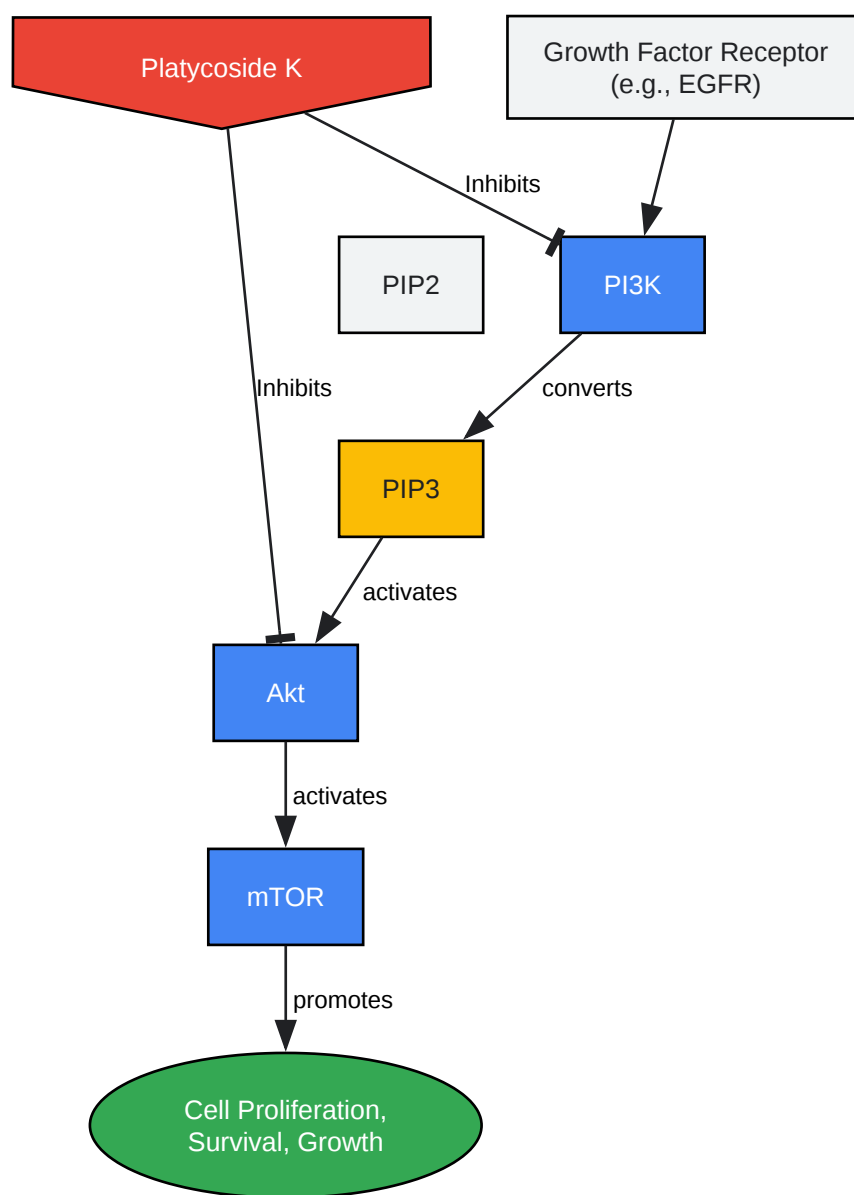 Platycoside K
Growth Factor Receptor
(e.g., EGFR)
Inhibits
PIP2
PI3K
Inhibits
converts
PIP3
activates
Akt
activates
mTOR
promotes
Cell Proliferation,
Survival, Growth